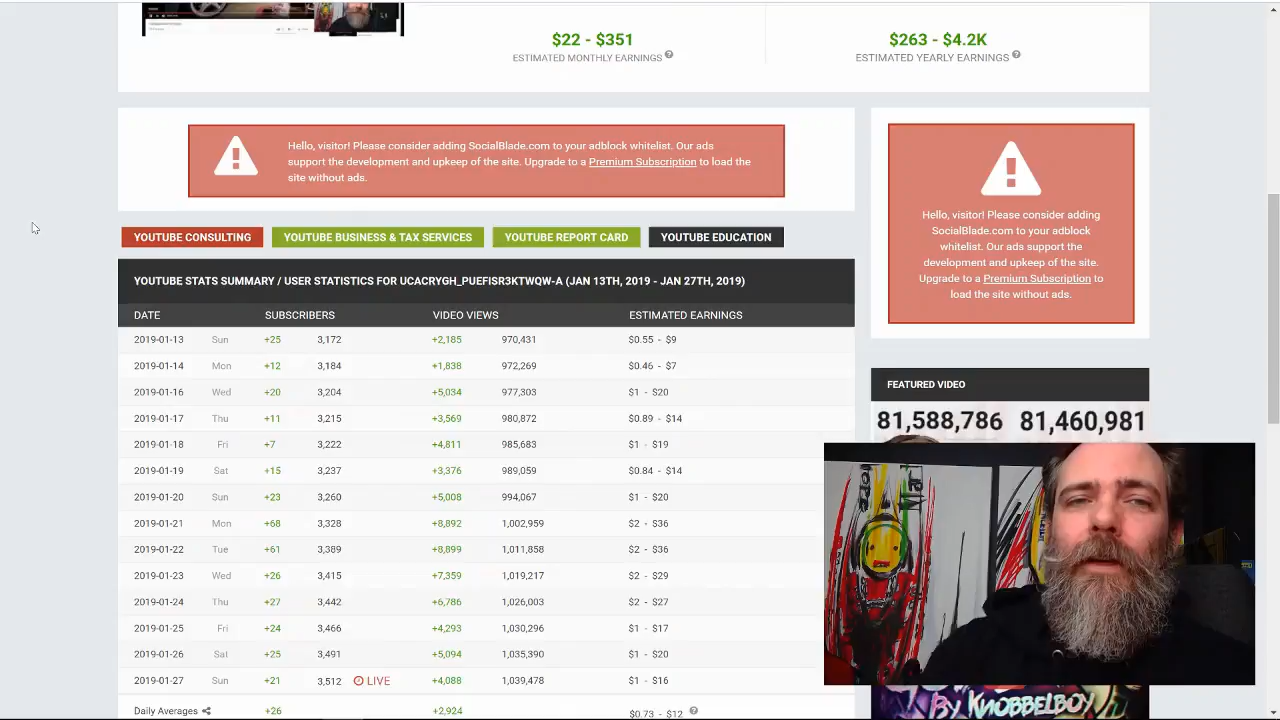 $22 - $351
ESTIMATED MONTHLY EARNINGS
$263 - $4.2K
ESTIMATED YEARLY EARNINGS
Hello, visitor! Please consider adding SocialBlade.com to your adblock whitelist. Our ads
support the development and upkeep of the site. Upgrade to a Premium Subscription to load the
site without ads.
Hello, visitor! Please consider adding
SocialBlade.com to your adblock
whitelist. Our ads support the
development and upkeep of the site.
Upgrade to a Premium Subscription to
load the site without ads.
YOUTUBE CONSULTING
YOUTUBE BUSINESS & TAX SERVICES
YOUTUBE REPORT CARD
YOUTUBE EDUCATION
YOUTUBE STATS SUMMARY / USER STATISTICS FOR UCACRYGH_PUEFISR3KTWQW-A (JAN 13TH, 2019 - JAN 27TH, 2019)
DATE SUBSCRIBERS VIDEO VIEWS ESTIMATED EARNINGS
2019-01-13 Sun +25 3,172 +2,185 970,431 $0.55 - $9
2019-01-14 Mon +12 3,184 +1,838 972,269 $0.46 - $7
2019-01-16 Wed +20 3,204 +5,034 977,303 $1 - $20
2019-01-17 Thu +11 3,215 +3,569 980,872 $0.89 - $14
2019-01-18 Fri +7 3,222 +4,811 985,683 $1 - $19
2019-01-19 Sat +15 3,237 +3,376 989,059 $0.84 - $14
2019-01-20 Sun +23 3,260 +5,008 994,067 $1 - $20
2019-01-21 Mon +68 3,328 +8,892 1,002,959 $2 - $36
2019-01-22 Tue +61 3,389 +8,899 1,011,858 $2 - $36
2019-01-23 Wed +26 3,415 +7,359 1,019,217 $2 - $29
2019-01-24 Thu +27 3,442 +6,786 1,026,003 $2 - $27
2019-01-25 Fri +24 3,466 +4,293 1,030,296 $1 - $17
2019-01-26 Sat +25 3,491 +5,094 1,035,390 $1 - $20
2019-01-27 Sun +21 3,512 LIVE +4,088 1,039,478 $1 - $16
Daily Averages +26 +2,924 $0.73 - $12
FEATURED VIDEO
81,588,786 81,460,981
BY KNOBBELBOY